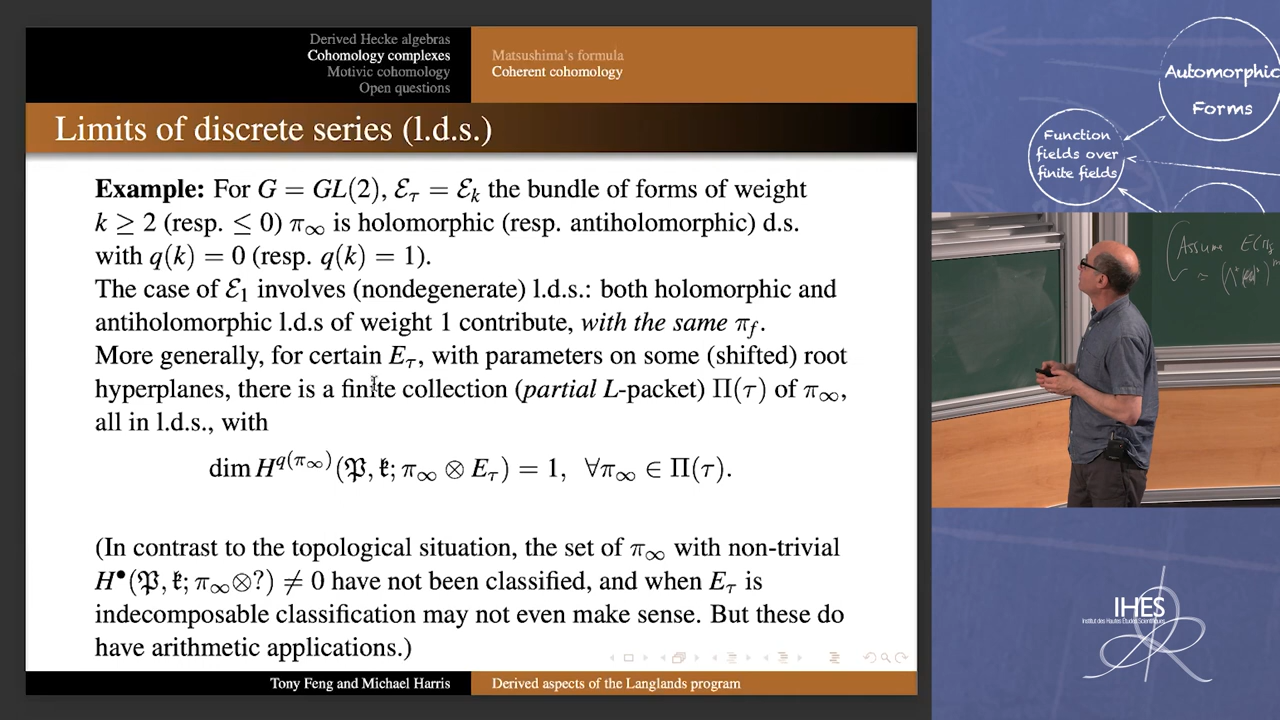 Derived Hecke algebras
Cohomology complexes
Motivic cohomology
Open questions
Matsushima's formula
Coherent cohomology
Limits of discrete series (l.d.s.)
Example: For G = GL(2), ℰ_τ = ℰ_k the bundle of forms of weight
k ≥ 2 (resp. ≤ 0) π_∞ is holomorphic (resp. antiholomorphic) d.s.
with q(k) = 0 (resp. q(k) = 1).
The case of ℰ_1 involves (nondegenerate) l.d.s.: both holomorphic and
antiholomorphic l.d.s of weight 1 contribute, with the same π_f.
More generally, for certain E_τ, with parameters on some (shifted) root
hyperplanes, there is a finite collection (partial L-packet) Π(τ) of π_∞,
all in l.d.s., with
dim H^{q(π_∞)}(𝔓, 𝔨; π_∞ ⊗ E_τ) = 1, ∀π_∞ ∈ Π(τ).
(In contrast to the topological situation, the set of π_∞ with non-trivial
H^•(𝔓, 𝔨; π_∞⊗?) ≠ 0 have not been classified, and when E_τ is
indecomposable classification may not even make sense. But these do
have arithmetic applications.)
Tony Feng and Michael Harris
Derived aspects of the Langlands program
Automorphic
Forms
Function
fields over
finite fields
Assume
IHES
Institut des Hautes Études Scientifiques